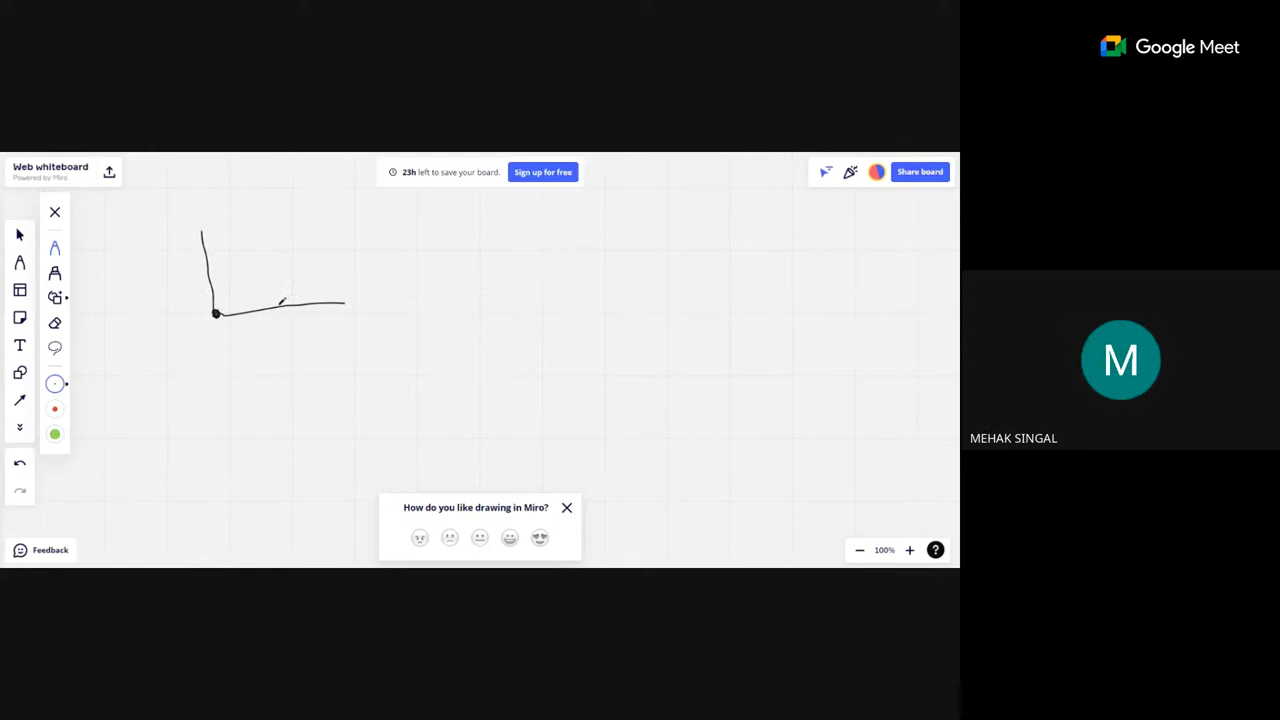 Google Meet
Web whiteboard
Powered by Miro
23h left to save your board.
Sign up for free
Share board
T
M
MEHAK SINGAL
How do you like drawing in Miro?
Feedback
100%
?